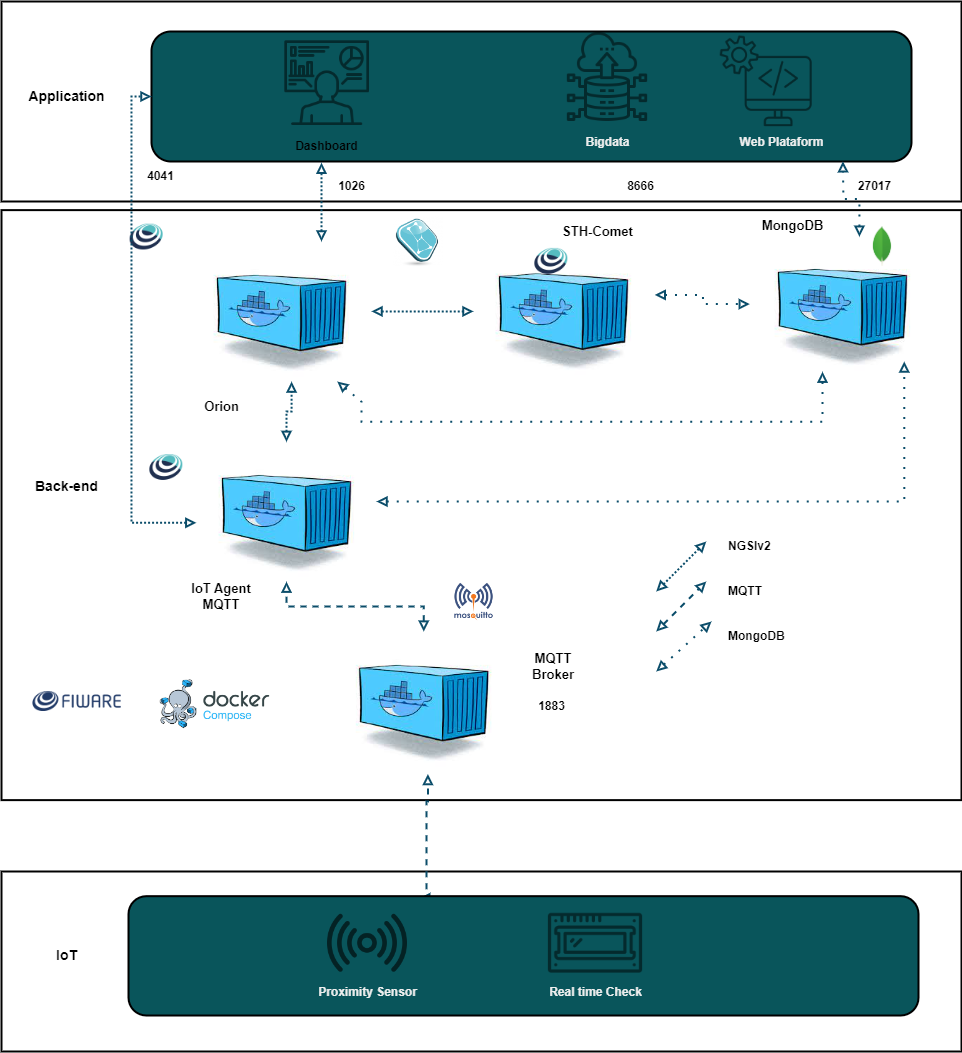 Application
Dashboard
Bigdata
Web Plataform
4041
1026
8666
27017
STH-Comet
MongoDB
Orion
Back-end
IoT Agent
MQTT
NGSIv2
MQTT
MongoDB
mosquitto
MQTT
Broker
1883
FIWARE
docker
Compose
IoT
Proximity Sensor
Real time Check